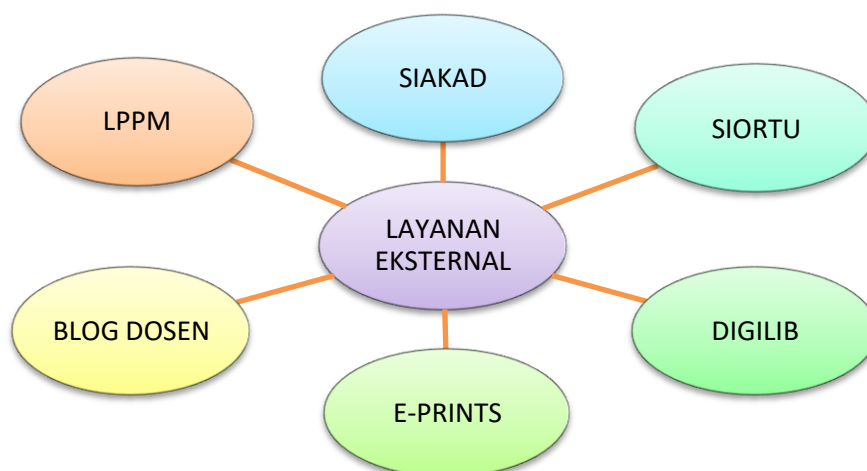 SIAKAD
LPPM
SIORTU
LAYANAN
EKSTERNAL
BLOG DOSEN
DIGILIB
E-PRINTS